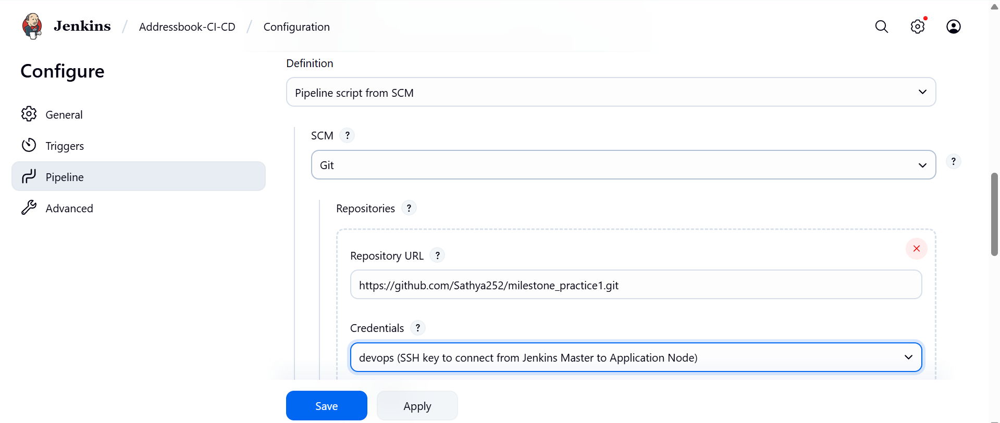 Jenkins / Addressbook-CI-CD / Configuration
Configure
General
Triggers
Pipeline
Advanced
Definition
Pipeline script from SCM
SCM ?
Git
?
Repositories ?
Repository URL ?
https://github.com/Sathya252/milestone_practice1.git
Credentials ?
devops (SSH key to connect from Jenkins Master to Application Node)
Save Apply